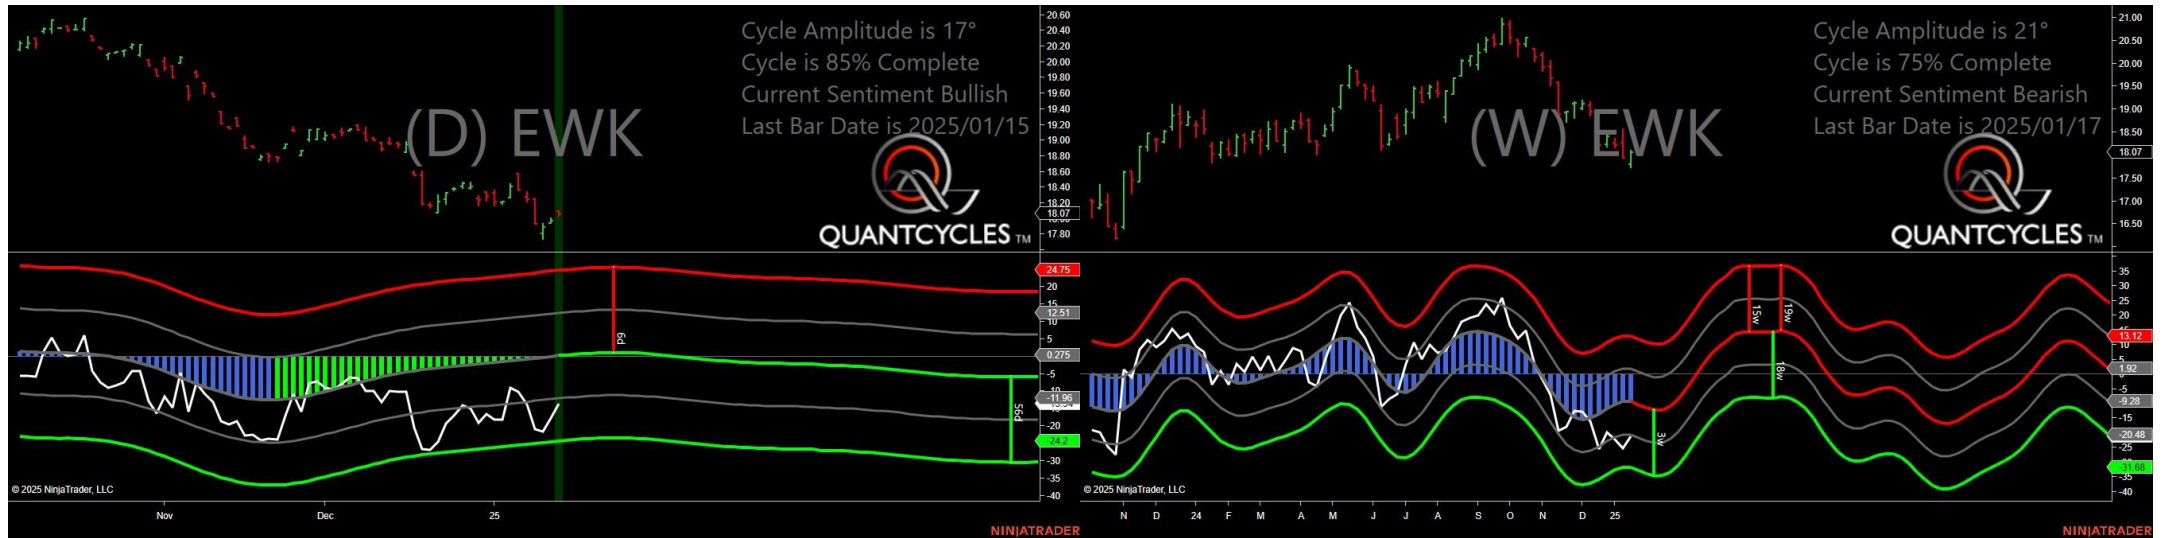 Cycle Amplitude is 17°
Cycle is 85% Complete
Current Sentiment Bullish
Last Bar Date is 2025/01/15
(D) EWK
QUANTCYCLES TM
20.60
20.40
20.20
20.00
19.80
19.60
19.40
19.20
19.00
18.80
18.60
18.40
18.20
18.07
17.80
24.75
20
15
12.51
10
5
0.275
-5
-10
-11.96
-20
-24.2
-30
-35
-40
6d
56d
© 2025 NinjaTrader, LLC
Nov
Dec
25
NINJATRADER
Cycle Amplitude is 21°
Cycle is 75% Complete
Current Sentiment Bearish
Last Bar Date is 2025/01/17
(W) EWK
QUANTCYCLES TM
21.00
20.50
20.00
19.50
19.00
18.50
18.07
17.50
17.00
16.50
35
30
25
20
13.12
10
5
1.92
-5
-9.28
-15
-20.48
-25
-31.68
-35
-40
15w
19w
18w
3w
© 2025 NinjaTrader, LLC
N
D
24
F
M
A
M
J
J
A
S
O
N
D
25
NINJATRADER